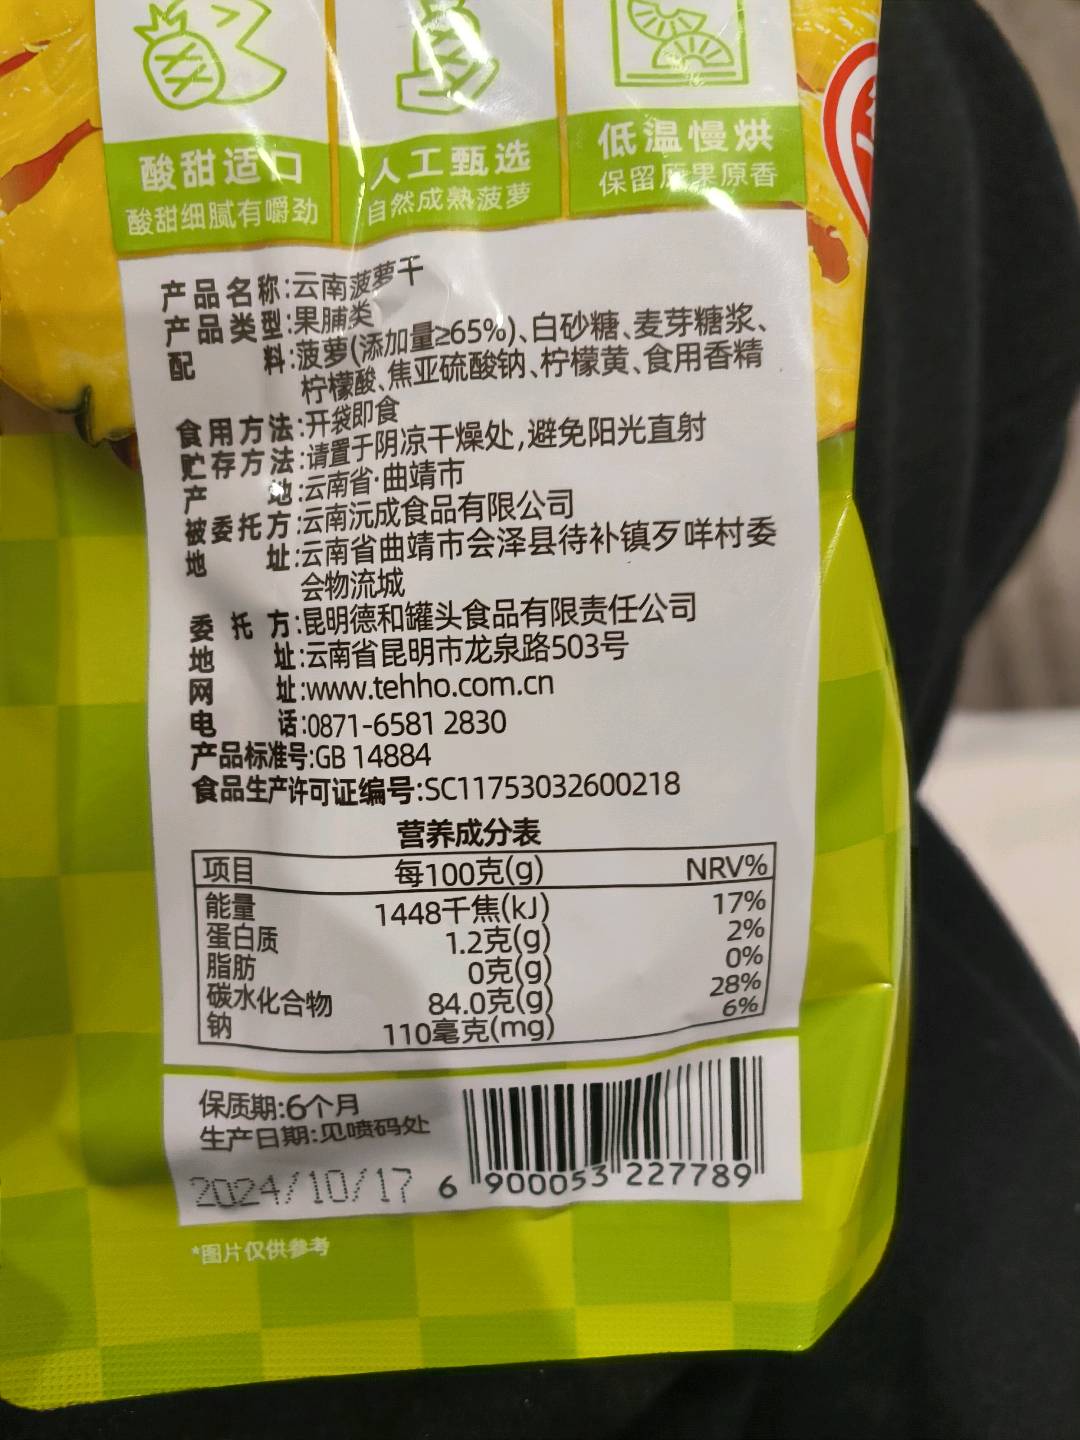 酸甜适口
酸甜细腻有嚼劲
人工甄选
自然成熟菠萝
低温慢烘
保留原果原香
产品名称:云南菠萝干
产品类型:果脯类
配 料:菠萝(添加量≥65%)、白砂糖、麦芽糖浆、
柠檬酸、焦亚硫酸钠、柠檬黄、食用香精
食用方法:开袋即食
贮存方法:请置于阴凉干燥处,避免阳光直射
产 地:云南省·曲靖市
被委托方:云南沅成食品有限公司
地 址:云南省曲靖市会泽县待补镇歹咩村委
会物流城
委 托 方:昆明德和罐头食品有限责任公司
地 址:云南省昆明市龙泉路503号
网 址:www.tehho.com.cn
电 话:0871-6581 2830
产品标准号:GB 14884
食品生产许可证编号:SC11753032600218
营养成分表
项目 每100克(g) NRV%
能量 1448千焦(kJ) 17%
蛋白质 1.2克(g) 2%
脂肪 0克(g) 0%
碳水化合物 84.0克(g) 28%
钠 110毫克(mg) 6%
保质期:6个月
生产日期:见喷码处
2024/10/17
6 900053 227789
*图片仅供参考